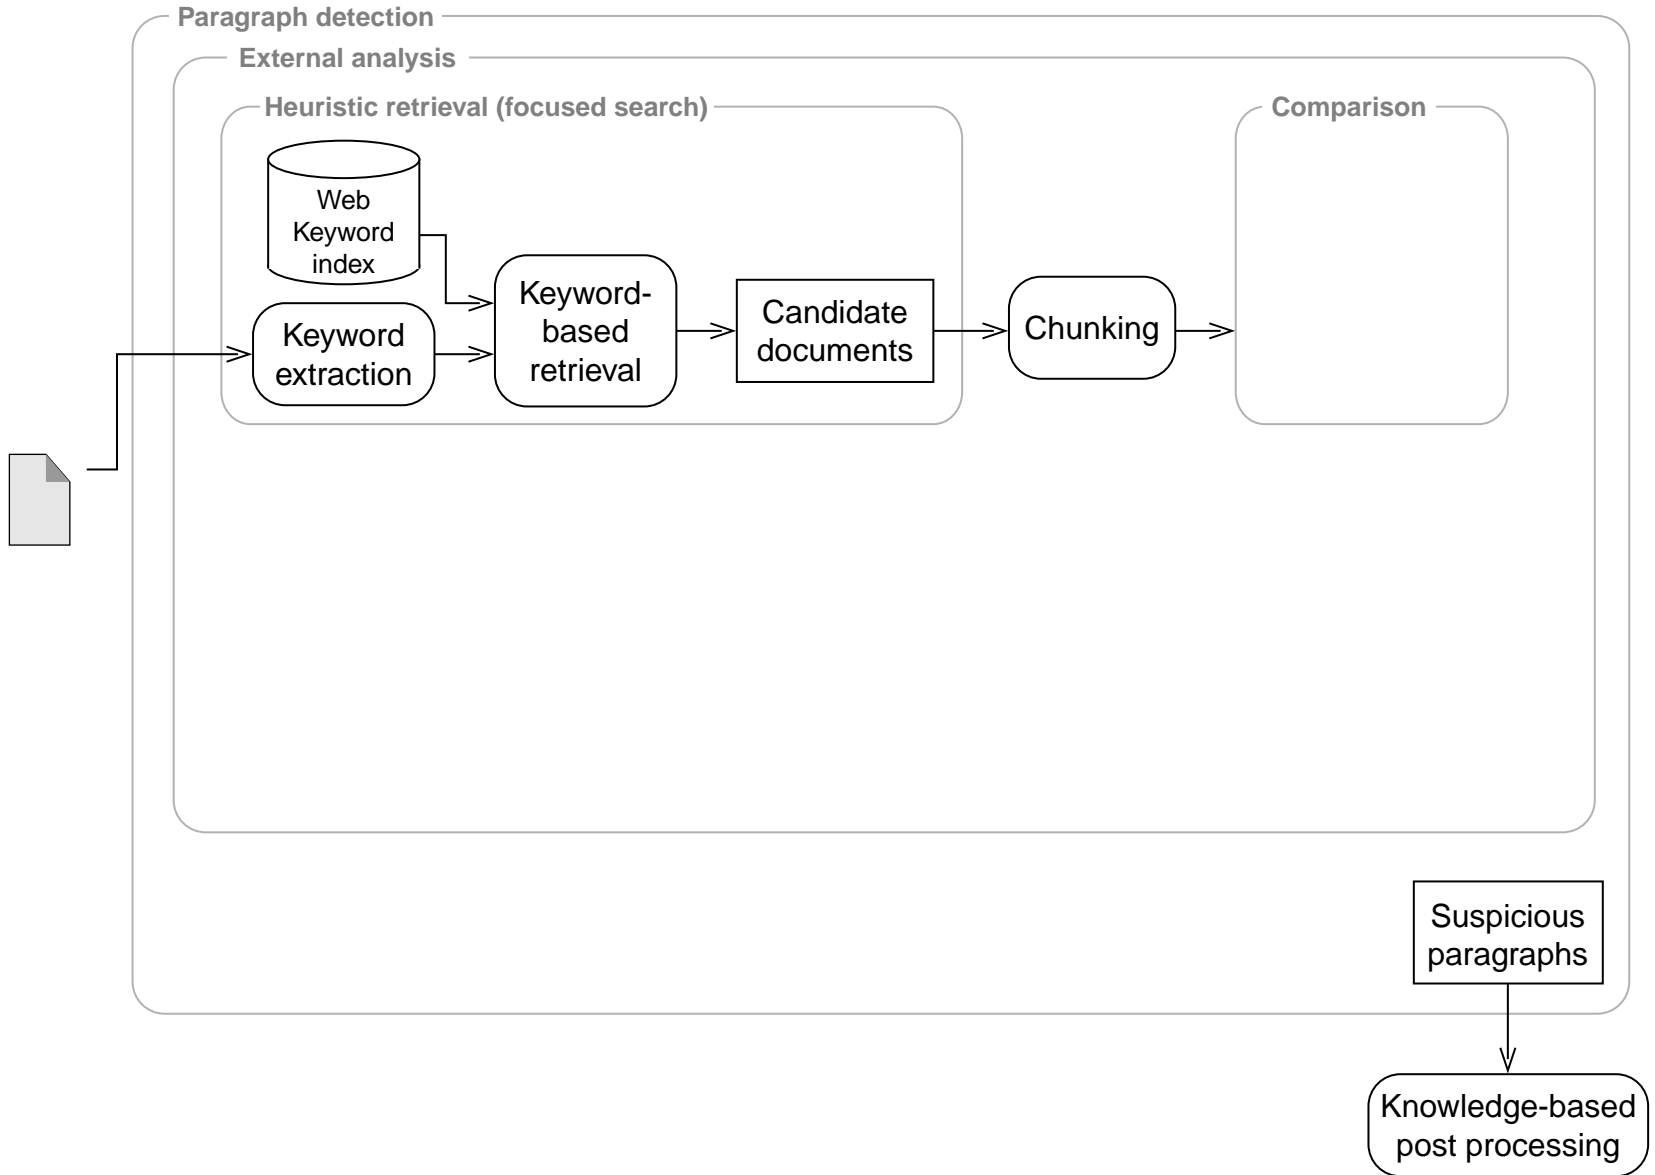 Paragraph detection
External analysis
Heuristic retrieval (focused search)
Comparison
Web
Keyword
index
Keyword
extraction
Keyword-
based
retrieval
Candidate
documents
Chunking
Suspicious
paragraphs
Knowledge-based
post processing